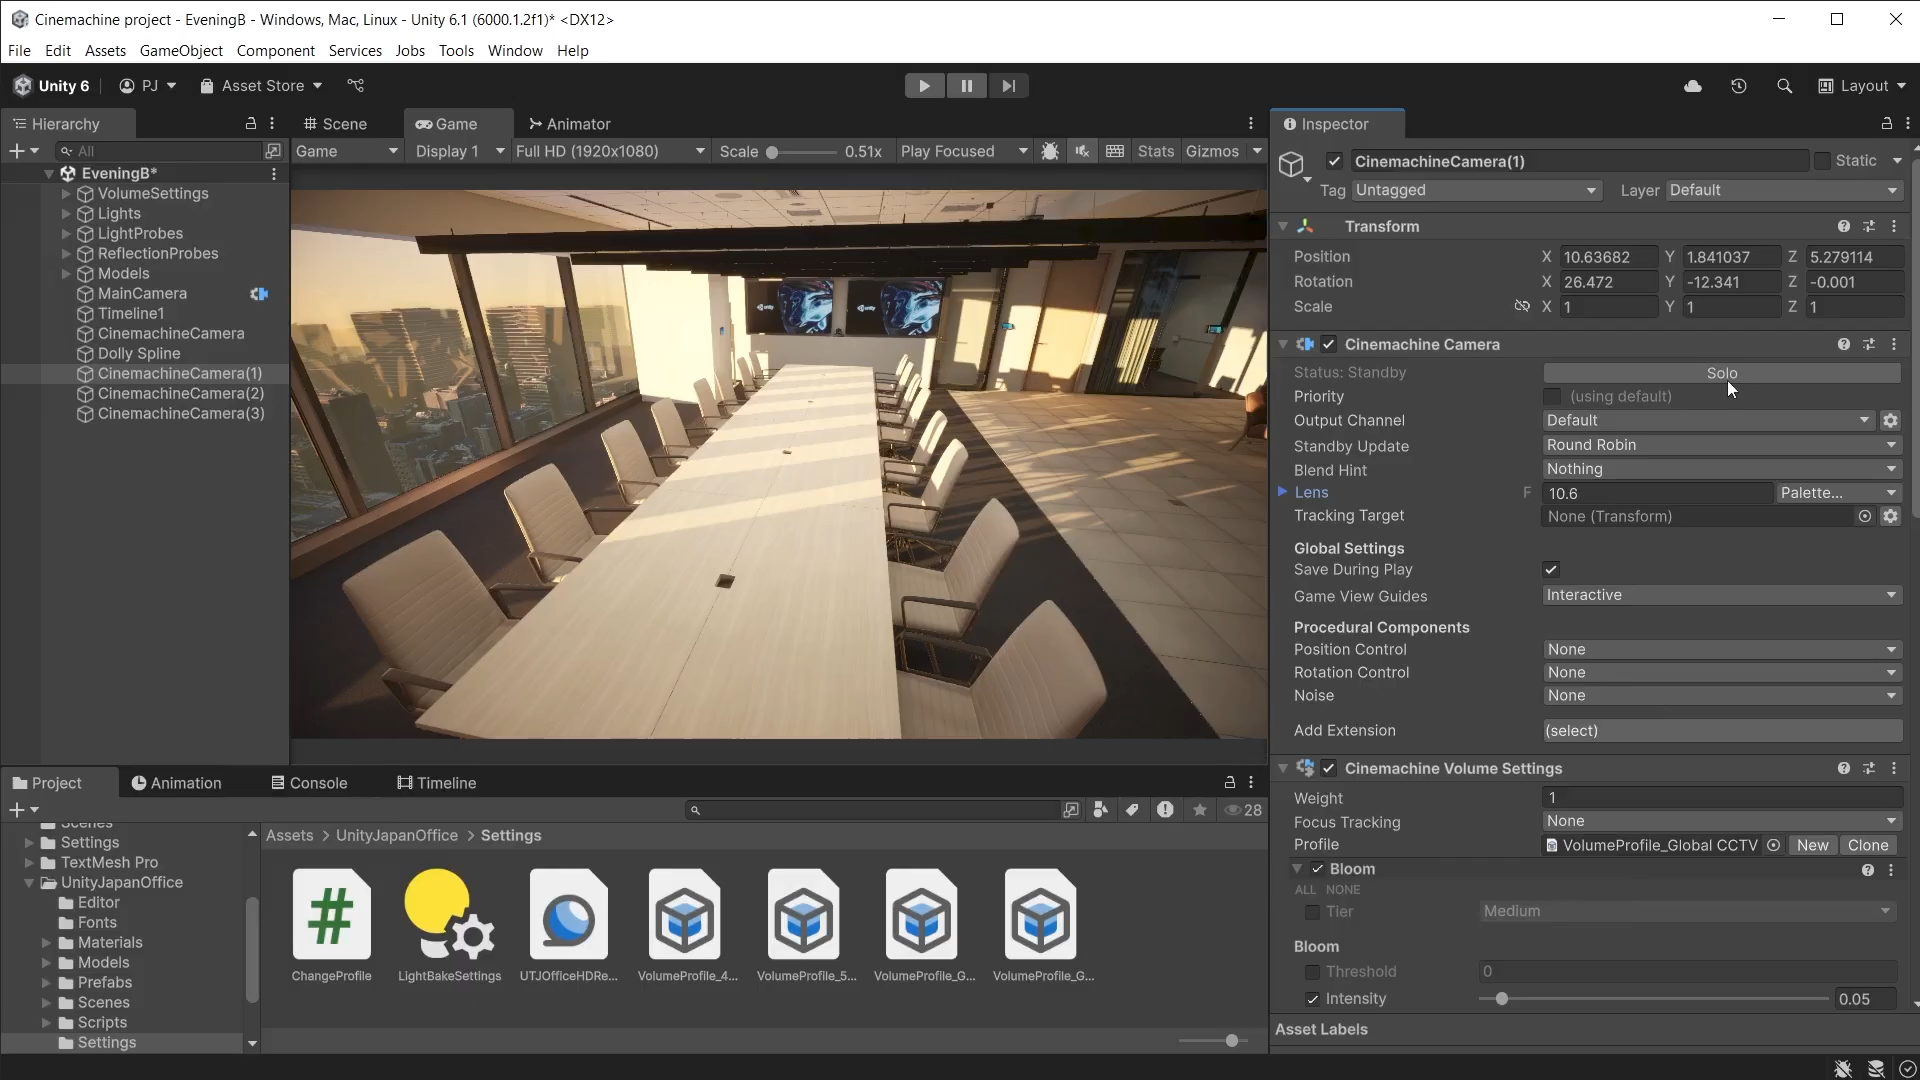 Cinemachine project - EveningB - Windows, Mac, Linux - Unity 6.1 (6000.1.2f1)* <DX12>
File Edit Assets GameObject Component Services Jobs Tools Window Help
Unity 6 PJ Asset Store Layout
Hierarchy
All
EveningB*
VolumeSettings
Lights
LightProbes
ReflectionProbes
Models
MainCamera
Timeline1
CinemachineCamera
Dolly Spline
CinemachineCamera(1)
CinemachineCamera(2)
CinemachineCamera(3)
Scene Game Animator
Game Display 1 Full HD (1920x1080) Scale 0.51x Play Focused Stats Gizmos
unity unity
Inspector
CinemachineCamera(1) Static
Tag Untagged Layer Default
Transform
Position X 10.63682 Y 1.841037 Z 5.279114
Rotation X 26.472 Y -12.341 Z -0.001
Scale X 1 Y 1 Z 1
Cinemachine Camera
Status: Standby Solo
Priority (using default)
Output Channel Default
Standby Update Round Robin
Blend Hint Nothing
Lens F 10.6 Palette...
Tracking Target None (Transform)
Global Settings
Save During Play
Game View Guides Interactive
Procedural Components
Position Control None
Rotation Control None
Noise None
Add Extension (select)
Cinemachine Volume Settings
Weight 1
Focus Tracking None
Profile VolumeProfile_Global CCTV New Clone
Bloom
ALL NONE
Tier Medium
Bloom
Threshold 0
Intensity 0.05
Asset Labels
Project Animation Console Timeline
28
Scenes
Settings
TextMesh Pro
UnityJapanOffice
Editor
Fonts
Materials
Models
Prefabs
Scenes
Scripts
Settings
Assets > UnityJapanOffice > Settings
ChangeProfile LightBakeSettings UTJOfficeHDRe... VolumeProfile_4... VolumeProfile_5... VolumeProfile_G... VolumeProfile_G...